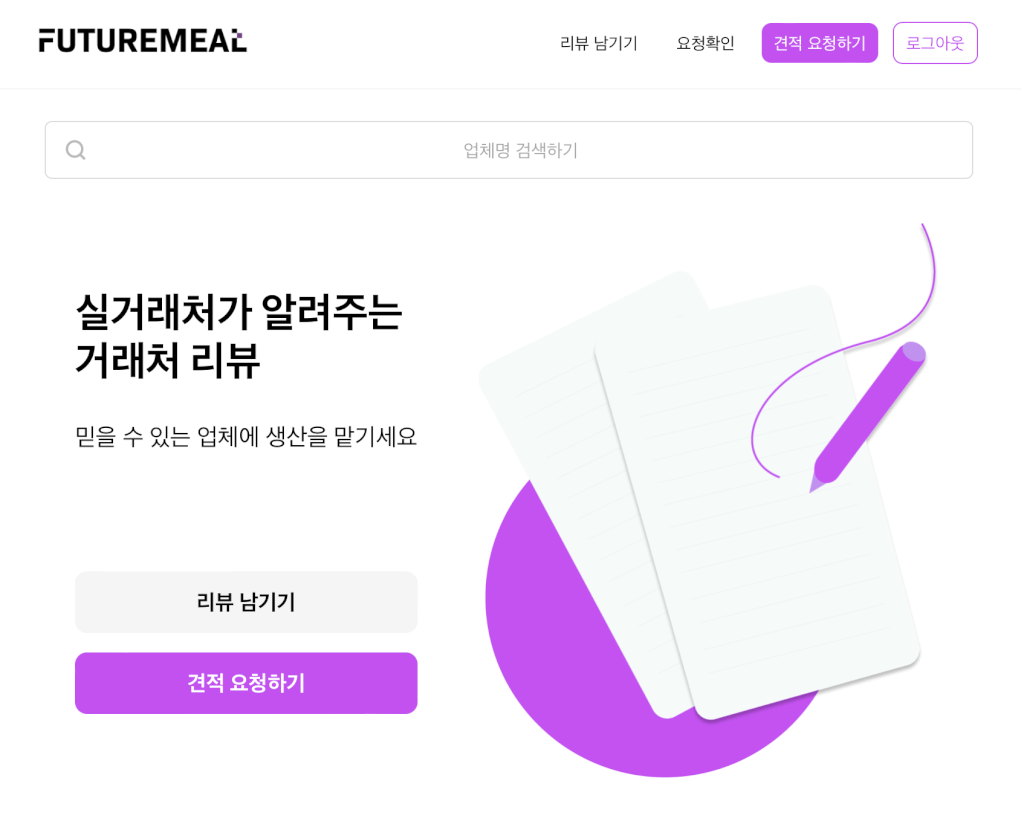 FUTUREMEAL
리뷰 남기기
요청확인
견적 요청하기
로그아웃
업체명 검색하기
실거래처가 알려주는
거래처 리뷰
믿을 수 있는 업체에 생산을 맡기세요
리뷰 남기기
견적 요청하기